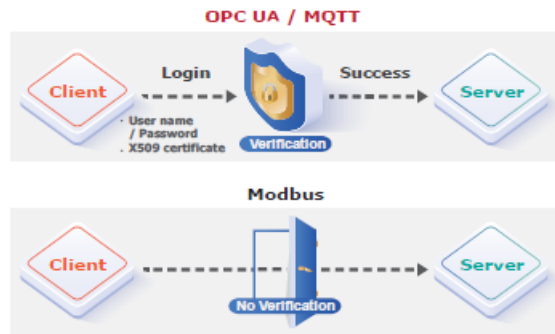 OPC UA / MQTT
Login
Success
Client
Server
· User name
/ Password
. X509 certificate
Verification
Modbus
Client
Server
No Verification